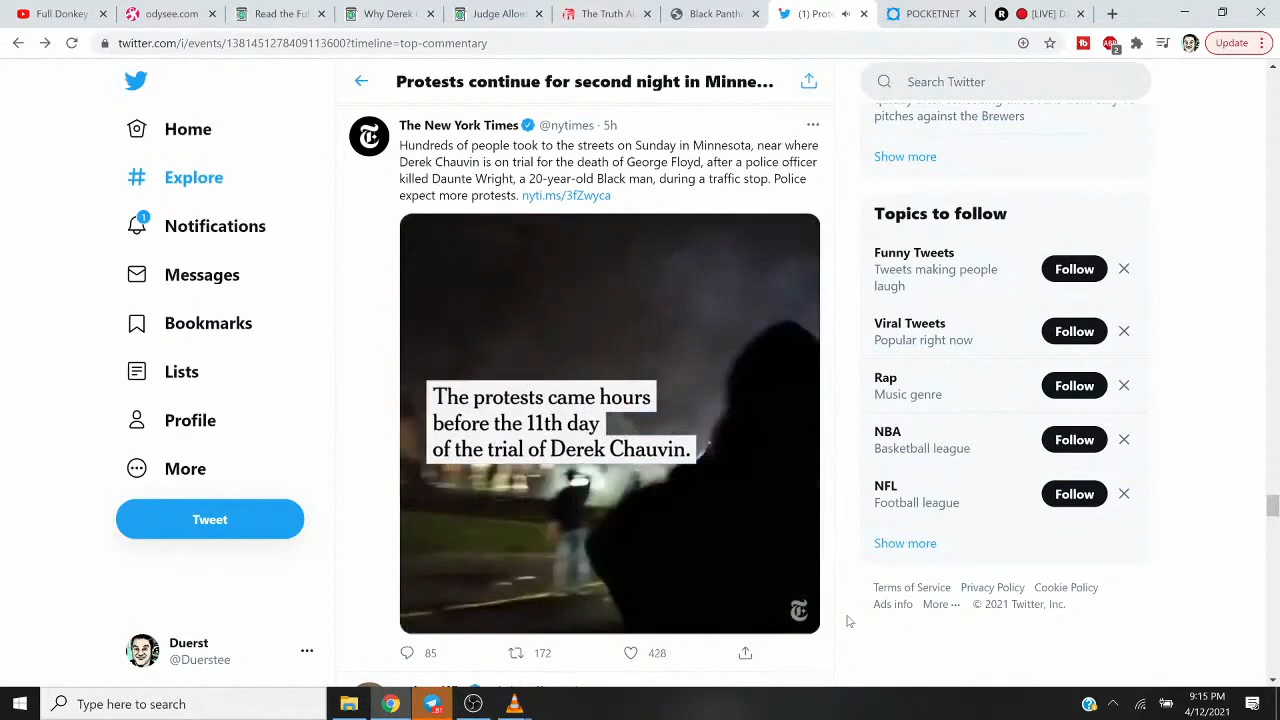 Full Bo
odysee.com/
Read the Fu
Why Derek C
Judge Allow
The Truth Al
Black Panthe
(1) Prote
POCKETNET
[LIVE] D
twitter.com/i/events/1381451278409113600?timeline=top-commentary
2
Update
Protests continue for second night in Minne...
Search Twitter
Home
Explore
1
Notifications
Messages
Bookmarks
Lists
Profile
More
Tweet
Duerst
@Duerstee
The New York Times @nytimes · 5h
Hundreds of people took to the streets on Sunday in Minnesota, near where
Derek Chauvin is on trial for the death of George Floyd, after a police officer
killed Daunte Wright, a 20-year-old Black man, during a traffic stop. Police
expect more protests. nyti.ms/3fZwyca
The protests came hours
before the 11th day
of the trial of Derek Chauvin.
85
172
428
pitches against the Brewers
Show more
Topics to follow
Funny Tweets
Tweets making people
laugh
Follow
Viral Tweets
Popular right now
Follow
Rap
Music genre
Follow
NBA
Basketball league
Follow
NFL
Football league
Follow
Show more
Terms of Service Privacy Policy Cookie Policy
Ads info More ··· © 2021 Twitter, Inc.
Type here to search
81
9:15 PM
4/12/2021